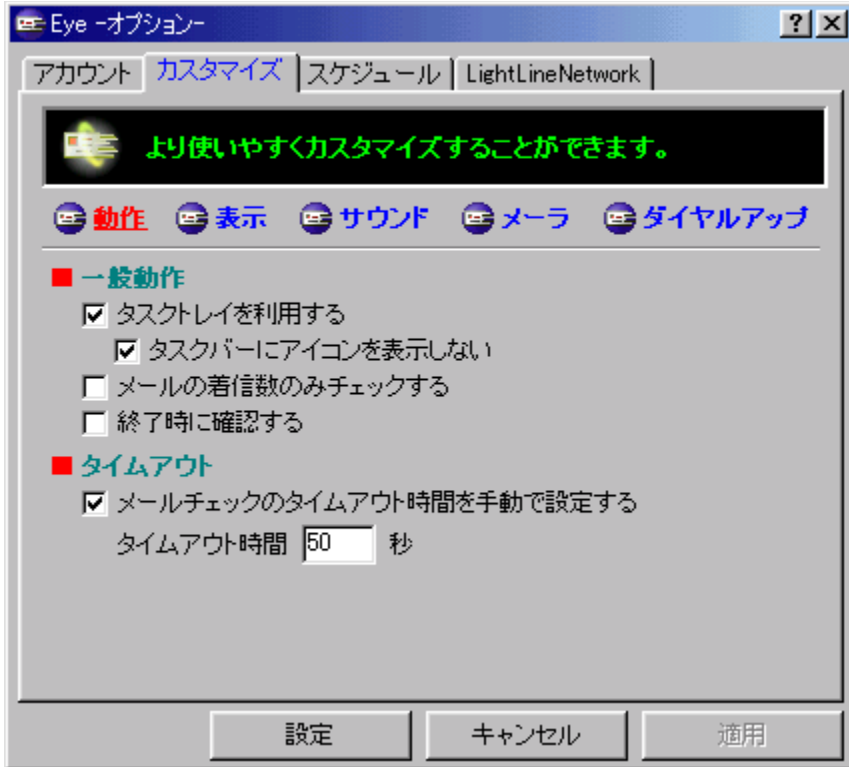 Eye -オプション-
アカウント カスタマイズ スケジュール LightLineNetwork
より使いやすくカスタマイズすることができます。
動作 表示 サウンド メーラ ダイヤルアップ
一般動作
タスクトレイを利用する
タスクバーにアイコンを表示しない
メールの着信数のみチェックする
終了時に確認する
タイムアウト
メールチェックのタイムアウト時間を手動で設定する
タイムアウト時間 50 秒
設定 キャンセル 適用